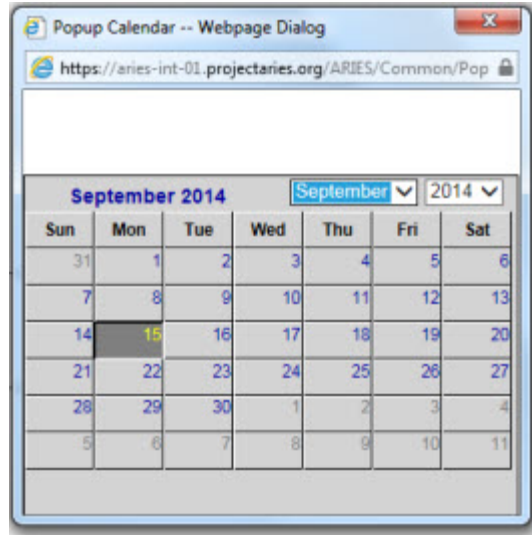 Popup Calendar -- Webpage Dialog
https://aries-int-01.projectaries.org/ARIES/Common/Pop
September 2014 September 2014
Sun Mon Tue Wed Thu Fri Sat
31 1 2 3 4 5 6
7 8 9 10 11 12 13
14 15 16 17 18 19 20
21 22 23 24 25 26 27
28 29 30 1 2 3 4
5 6 7 8 9 10 11